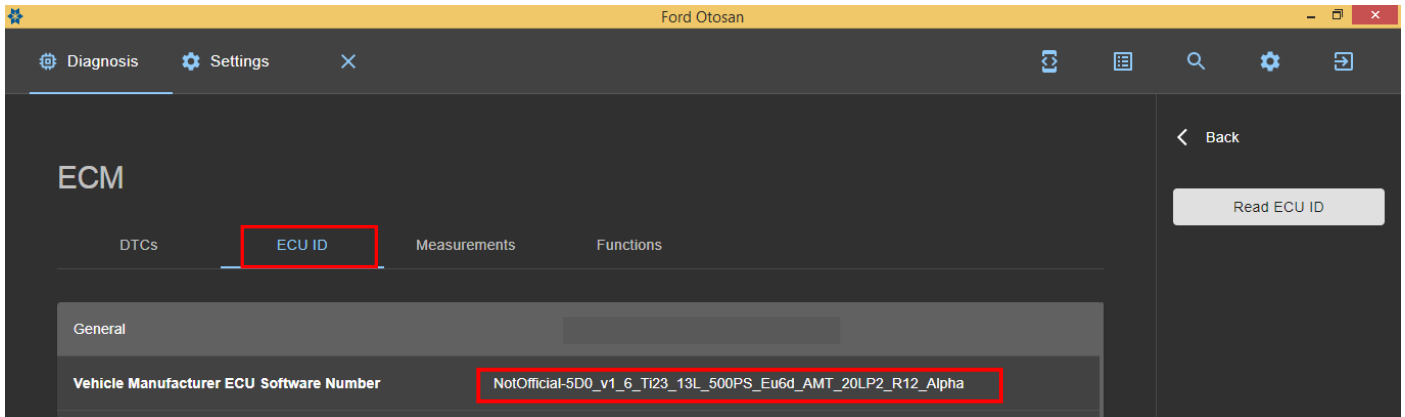 Ford Otosan
Diagnosis Settings
Back
ECM
Read ECU ID
DTCs ECU ID Measurements Functions
General
Vehicle Manufacturer ECU Software Number NotOfficial-5D0_v1_6_Ti23_13L_500PS_Eu6d_AMT_20LP2_R12_Alpha